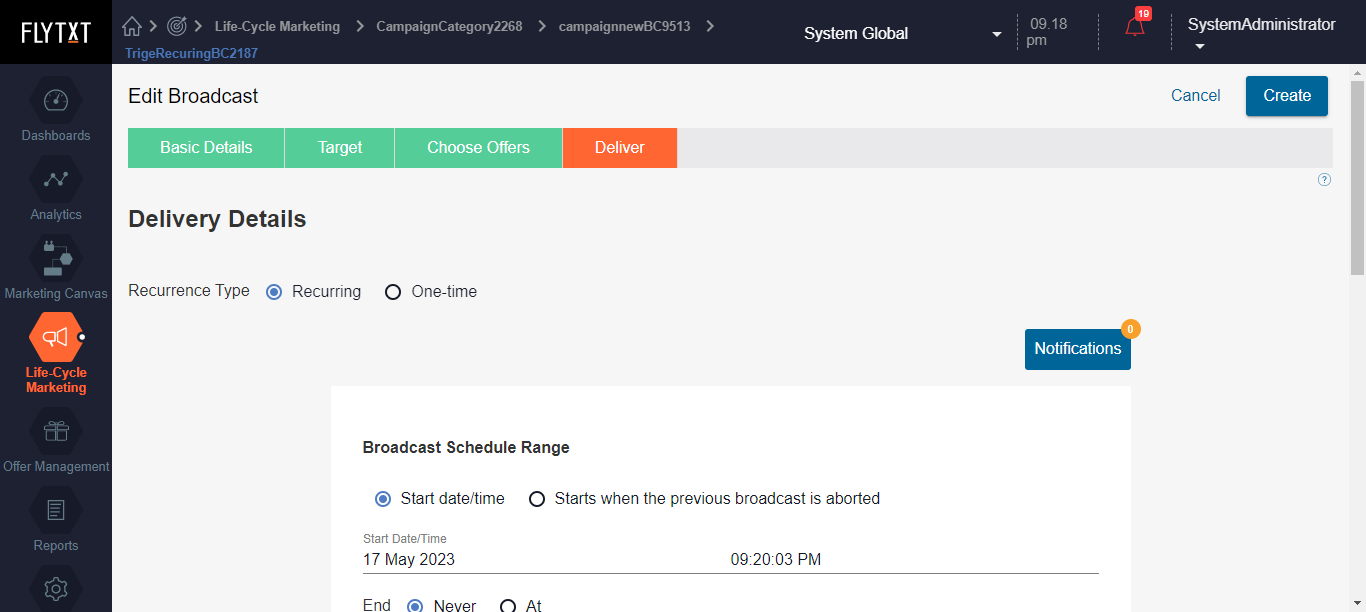 FLYTXT
Life-Cycle Marketing
CampaignCategory2268
campaignnewBC9513
TrigeRecuringBC2187
System Global
09.18
pm
19
SystemAdministrator
Dashboards
Analytics
Marketing Canvas
Life-Cycle
Marketing
Offer Management
Reports
Edit Broadcast
Cancel
Create
Basic Details
Target
Choose Offers
Deliver
?
Delivery Details
Recurrence Type
Recurring
One-time
0
Notifications
Broadcast Schedule Range
Start date/time
Starts when the previous broadcast is aborted
Start Date/Time
17 May 2023
09:20:03 PM
End
Never
At